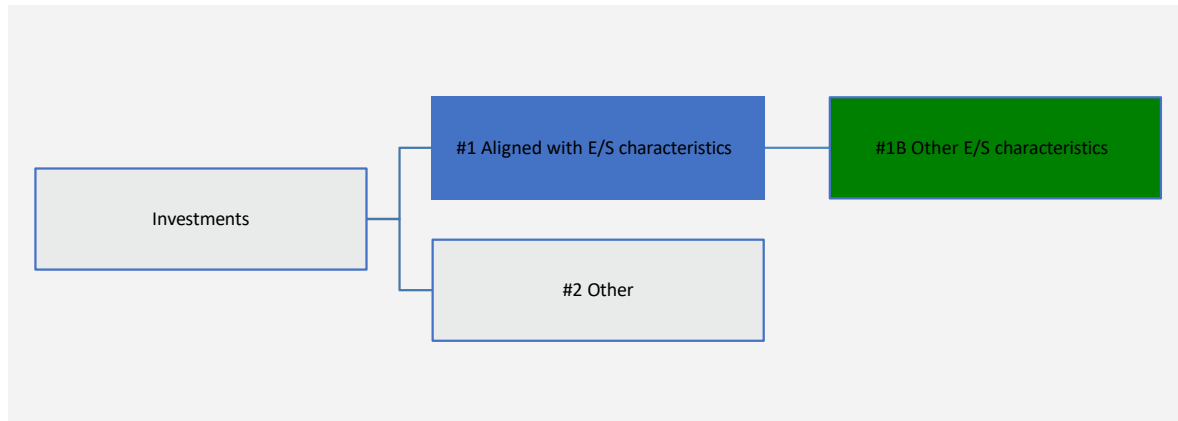 #1 Aligned with E/S characteristics
#1B Other E/S characteristics
Investments
#2 Other